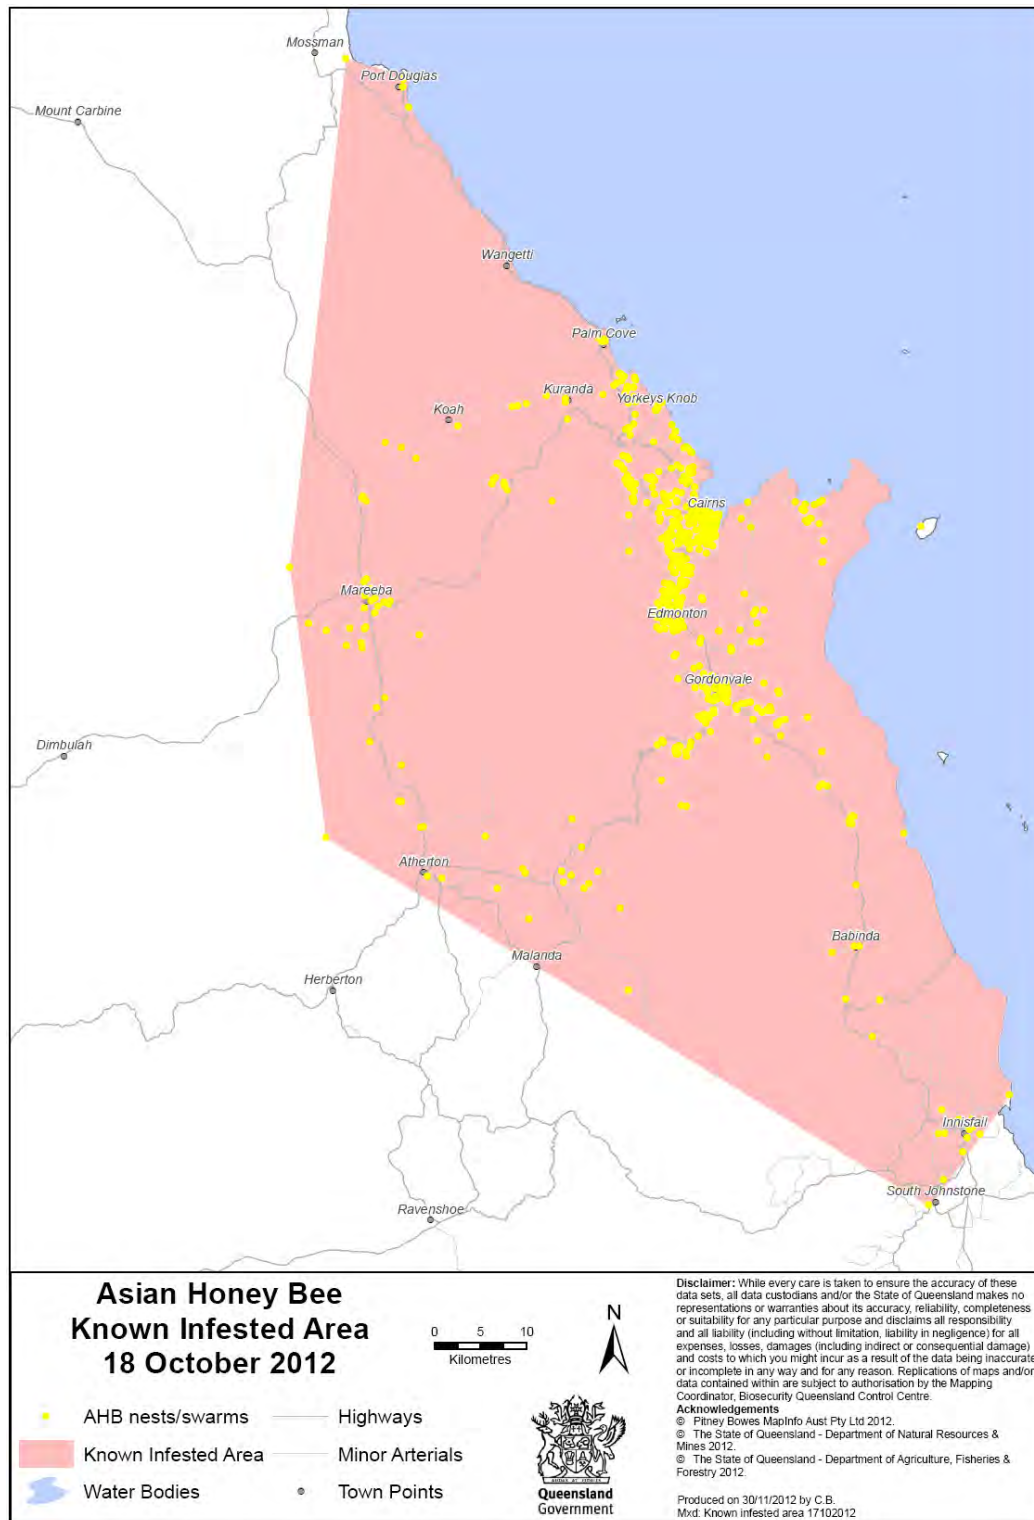 Mossman
Port Douglas
Mount Carbine
Wangetti
Palm Cove
Kuranda
Yorkeys Knob
Koah
Cairns
Mareeba
Edmonton
Gordonvale
Dimbulah
Atherton
Babinda
Malanda
Herberton
Innisfail
South Johnstone
Ravenshoe
Asian Honey Bee
Known Infested Area
18 October 2012
0 5 10
Kilometres
N
AHB nests/swarms
Highways
Known Infested Area
Minor Arterials
Water Bodies
Town Points
Queensland
Government
Disclaimer: While every care is taken to ensure the accuracy of these
data sets, all data custodians and/or the State of Queensland makes no
representations or warranties about its accuracy, reliability, completeness
or suitability for any particular purpose and disclaims all responsibility
and all liability (including without limitation, liability in negligence) for all
expenses, losses, damages (including indirect or consequential damage)
and costs to which you might incur as a result of the data being inaccurate
or incomplete in any way and for any reason. Replications of maps and/or
data contained within are subject to authorisation by the Mapping
Coordinator, Biosecurity Queensland Control Centre.
Acknowledgements
© Pitney Bowes MapInfo Aust Pty Ltd 2012.
© The State of Queensland - Department of Natural Resources &
Mines 2012.
© The State of Queensland - Department of Agriculture, Fisheries &
Forestry 2012.
Produced on 30/11/2012 by C.B.
Mxd: Known infested area 17102012